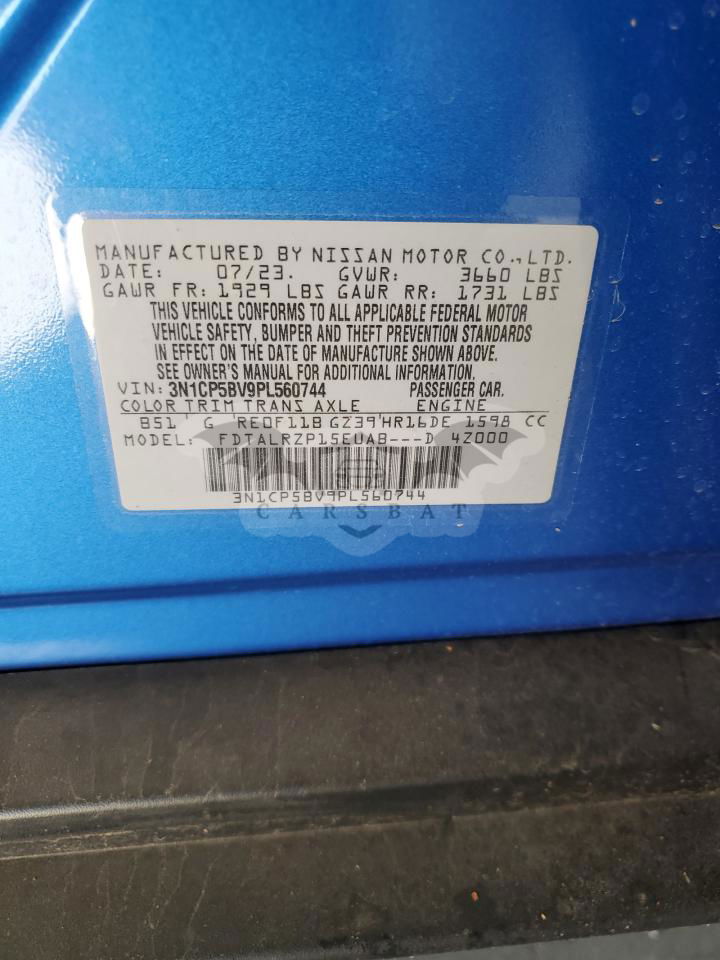 MANUFACTURED BY NISSAN MOTOR CO., LTD.
DATE: 07/23. GVWR: 3660 LBS
GAWR FR: 1929 LBS GAWR RR: 1731 LBS
THIS VEHICLE CONFORMS TO ALL APPLICABLE FEDERAL MOTOR
VEHICLE SAFETY, BUMPER AND THEFT PREVENTION STANDARDS
IN EFFECT ON THE DATE OF MANUFACTURE SHOWN ABOVE.
SEE OWNER'S MANUAL FOR ADDITIONAL INFORMATION.
VIN: 3N1CP5BV9PL560744 PASSENGER CAR.
COLOR TRIM TRANS AXLE ENGINE
B51 ' G 'RE0F11B GZ39'HR16DE 1598 CC
MODEL: FDTALRZP15EUAB---D 4Z000
3N1CP5BV9PL560744
CARSBAT